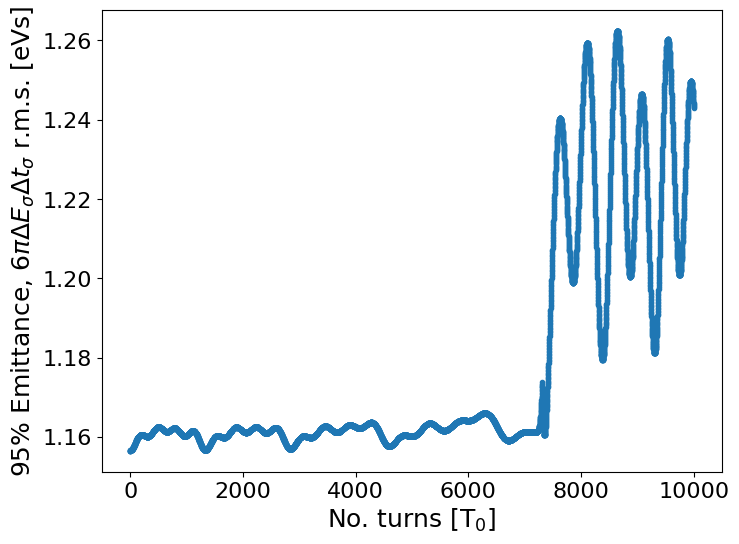 95% Emittance, 6πΔE_σΔt_σ r.m.s. [eVs]
1.26
1.24
1.22
1.20
1.18
1.16
0 2000 4000 6000 8000 10000
No. turns [T₀]